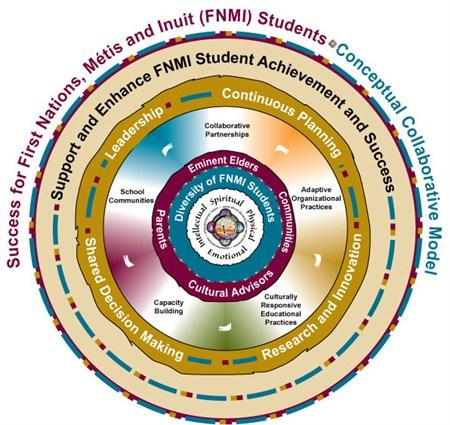 Success for First Nations, Métis and Inuit (FNMI) Students
Conceptual Collaborative Model
Support and Enhance FNMI Student Achievement and Success
Leadership
Continuous Planning
Research and Innovation
Shared Decision Making
Collaborative
Partnerships
Adaptive
Organizational
Practices
Culturally
Responsive
Educational
Practices
Capacity
Building
School
Communities
Eminent Elders
Communities
Cultural Advisors
Parents
Diversity of FNMI Students
Intellectual Spiritual Physical
Emotional